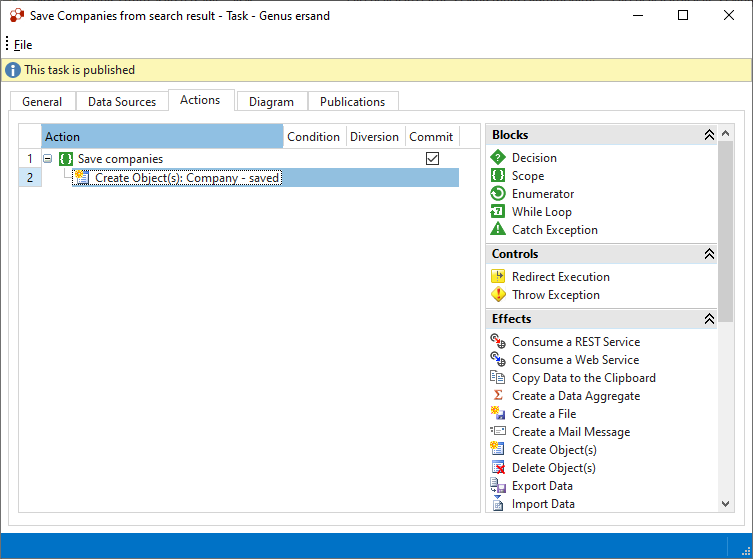 Save Companies from search result - Task - Genus ersand
File
This task is published
General Data Sources Actions Diagram Publications
Action Condition Diversion Commit
1 Save companies
2 Create Object(s): Company - saved
Blocks
Decision
Scope
Enumerator
While Loop
Catch Exception
Controls
Redirect Execution
Throw Exception
Effects
Consume a REST Service
Consume a Web Service
Copy Data to the Clipboard
Create a Data Aggregate
Create a File
Create a Mail Message
Create Object(s)
Delete Object(s)
Export Data
Import Data